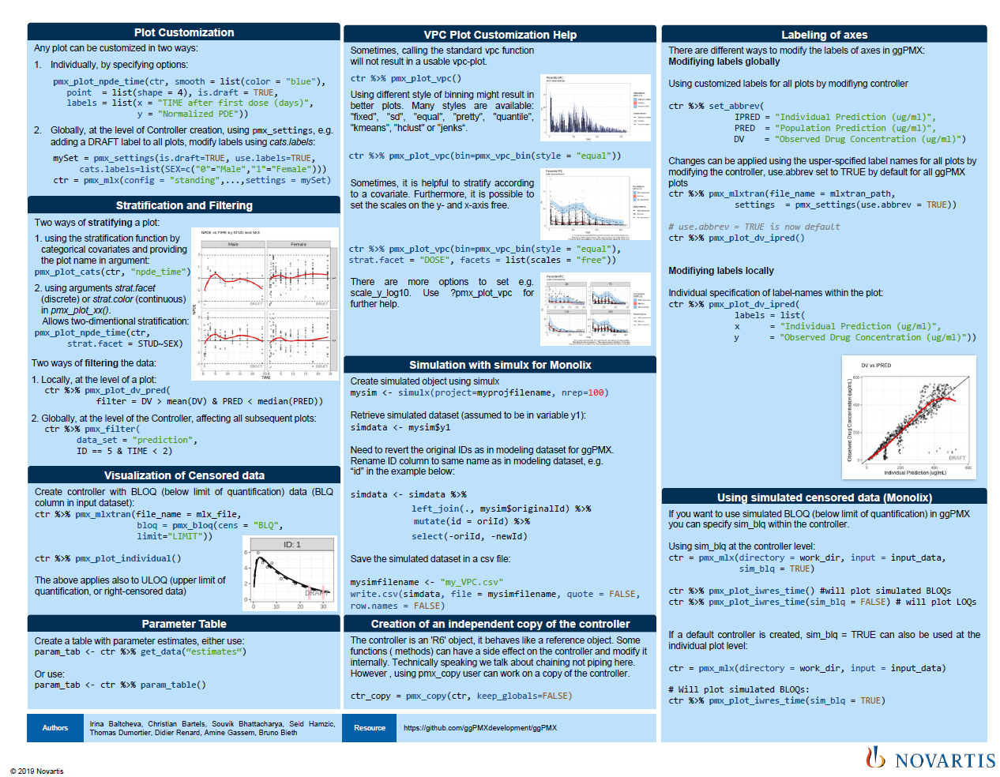 Plot Customization
Any plot can be customized in two ways:
1. Individually, by specifying options:
pmx_plot_npde_time(ctr, smooth = list(color = "blue"),
point = list(shape = 4), is.draft = TRUE,
labels = list(x = "TIME after first dose (days)",
y = "Normalized PDE"))
2. Globally, at the level of Controller creation, using pmx_settings, e.g.
adding a DRAFT label to all plots, modify labels using cats.labels:
mySet = pmx_settings(is.draft=TRUE, use.labels=TRUE,
cats.labels=list(SEX=c("0"="Male","1"="Female")))
ctr = pmx_mlx(config = "standing",...,settings = mySet)
Stratification and Filtering
Two ways of stratifying a plot:
1. using the stratification function by
categorical covariates and providing
the plot name in argument:
pmx_plot_cats(ctr, "npde_time")
2. using arguments strat.facet
(discrete) or strat.color (continuous)
in pmx_plot_xx().
Allows two-dimentional stratification:
pmx_plot_npde_time(ctr,
strat.facet = STUD~SEX)
NPDE vs TIME by STUD and SEX
Male
Female
NPDE
DRAFT
DRAFT
DRAFT
DRAFT
TIME
Two ways of filtering the data:
1. Locally, at the level of a plot:
ctr %>% pmx_plot_dv_pred(
filter = DV > mean(DV) & PRED < median(PRED))
2. Globally, at the level of the Controller, affecting all subsequent plots:
ctr %>% pmx_filter(
data_set = "prediction",
ID == 5 & TIME < 2)
Visualization of Censored data
Create controller with BLOQ (below limit of quantification) data (BLQ
column in input dataset):
ctr %>% pmx_mlxtran(file_name = mlx_file,
bloq = pmx_bloq(cens = "BLQ",
limit="LIMIT"))
ctr %>% pmx_plot_individual()
The above applies also to ULOQ (upper limit of
quantification, or right-censored data)
ID: 1
6
4
2
0
DRAFT
0 10 20 30
Parameter Table
Create a table with parameter estimates, either use:
param_tab <- ctr %>% get_data(“estimates“)
Or use:
param_tab <- ctr %>% param_table()
VPC Plot Customization Help
Sometimes, calling the standard vpc function
will not result in a usable vpc-plot.
ctr %>% pmx_plot_vpc()
Using different style of binning might result in
better plots. Many styles are available:
"fixed", "sd", "equal", "pretty", "quantile",
"kmeans", "hclust" or "jenks“.
ctr %>% pmx_plot_vpc(bin=pmx_vpc_bin(style = "equal"))
Sometimes, it is helpful to stratify according
to a covariate. Furthermore, it is possible to
set the scales on the y- and x-axis free.
ctr %>% pmx_plot_vpc(bin=pmx_vpc_bin(style = "equal"),
strat.facet = "DOSE", facets = list(scales = "free"))
There are more options to set e.g.
scale_y_log10. Use ?pmx_plot_vpc for
further help.
Simulation with simulx for Monolix
Create simulated object using simulx
mysim <- simulx(project=myprojfilename, nrep=100)
Retrieve simulated dataset (assumed to be in variable y1):
simdata <- mysim$y1
Need to revert the original IDs as in modeling dataset for ggPMX.
Rename ID column to same name as in modeling dataset, e.g.
“id” in the example below:
simdata <- simdata %>%
left_join(., mysim$originalId) %>%
mutate(id = oriId) %>%
select(-oriId, -newId)
Save the simulated dataset in a csv file:
mysimfilename <- "my_VPC.csv"
write.csv(simdata, file = mysimfilename, quote = FALSE,
row.names = FALSE)
Creation of an independent copy of the controller
The controller is an 'R6' object, it behaves like a reference object. Some
functions ( methods) can have a side effect on the controller and modify it
internally. Technically speaking we talk about chaining not piping here.
However , using pmx_copy user can work on a copy of the controller.
ctr_copy = pmx_copy(ctr, keep_globals=FALSE)
Labeling of axes
There are different ways to modify the labels of axes in ggPMX:
Modifiying labels globally
Using customized labels for all plots by modifiyng controller
ctr %>% set_abbrev(
IPRED = "Individual Prediction (ug/ml)",
PRED = "Population Prediction (ug/ml)",
DV = "Observed Drug Concentration (ug/ml)")
Changes can be applied using the usper-spcified label names for all plots by
modifying the controller, use.abbrev set to TRUE by default for all ggPMX
plots
ctr %>% pmx_mlxtran(file_name = mlxtran_path,
settings = pmx_settings(use.abbrev = TRUE))
# use.abbrev = TRUE is now default
ctr %>% pmx_plot_dv_ipred()
Modifiying labels locally
Individual specification of label-names within the plot:
ctr %>% pmx_plot_dv_ipred(
labels = list(
x = "Individual Prediction (ug/ml)",
y = "Observed Drug Concentration (ug/ml)"))
DV vs IPRED
Observed Drug Concentration (ug/mL)
600
400
200
0
DRAFT
0 200 400 600
Individual Prediction (ug/mL)
Using simulated censored data (Monolix)
If you want to use simulated BLOQ (below limit of quantification) in ggPMX
you can specify sim_blq within the controller.
Using sim_blq at the controller level:
ctr = pmx_mlx(directory = work_dir, input = input_data,
sim_blq = TRUE)
ctr %>% pmx_plot_iwres_time() #will plot simulated BLOQs
ctr %>% pmx_plot_iwres_time(sim_blq = FALSE) # will plot LOQs
If a default controller is created, sim_blq = TRUE can also be used at the
individual plot level:
ctr = pmx_mlx(directory = work_dir, input = input_data)
# Will plot simulated BLOQs:
ctr %>% pmx_plot_iwres_time(sim_blq = TRUE)
Authors
Irina Baltcheva, Christian Bartels, Souvik Bhattacharya, Seid Hamzic,
Thomas Dumortier, Didier Renard, Amine Gassem, Bruno Bieth
Resource
https://github.com/ggPMXdevelopment/ggPMX
NOVARTIS
© 2019 Novartis